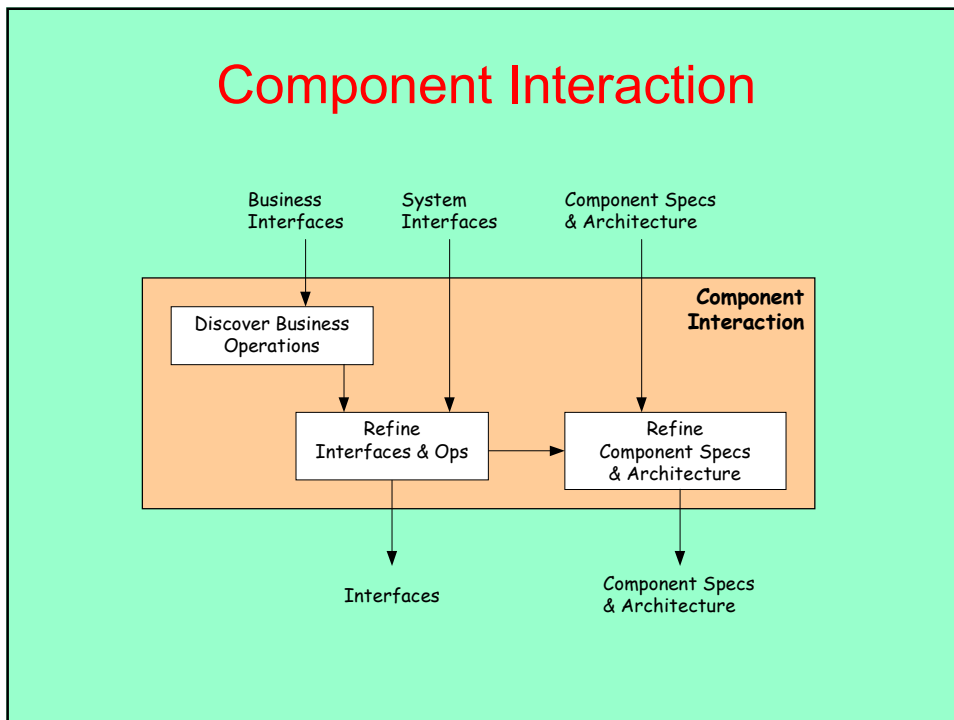 Component Interaction
Business
Interfaces
System
Interfaces
Component Specs
& Architecture
Component
Interaction
Discover Business
Operations
Refine
Interfaces & Ops
Refine
Component Specs
& Architecture
Interfaces
Component Specs
& Architecture